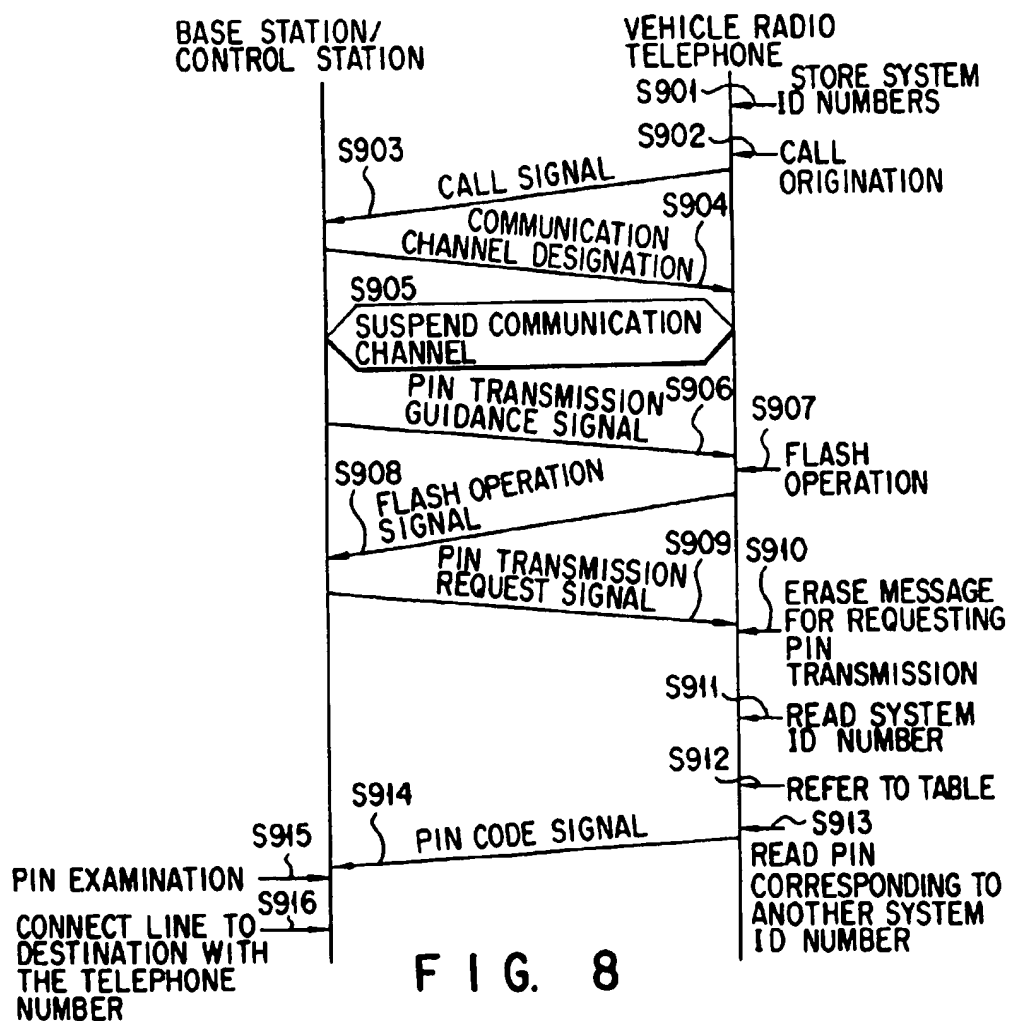 BASE STATION/
CONTROL STATION
VEHICLE RADIO
TELEPHONE
S901
STORE SYSTEM
ID NUMBERS
S902
CALL
ORIGINATION
S903
CALL SIGNAL
S904
COMMUNICATION
CHANNEL DESIGNATION
S905
SUSPEND COMMUNICATION
CHANNEL
PIN TRANSMISSION
GUIDANCE SIGNAL
S906
S907
FLASH
OPERATION
S908
FLASH OPERATION
SIGNAL
S909
PIN TRANSMISSION
REQUEST SIGNAL
S910
ERASE MESSAGE
FOR REQUESTING
PIN
TRANSMISSION
S911
READ SYSTEM
ID NUMBER
S912
REFER TO TABLE
S913
READ PIN
CORRESPONDING TO
ANOTHER SYSTEM
ID NUMBER
S914
PIN CODE SIGNAL
S915
PIN EXAMINATION
S916
CONNECT LINE TO
DESTINATION WITH
THE TELEPHONE
NUMBER
FIG. 8